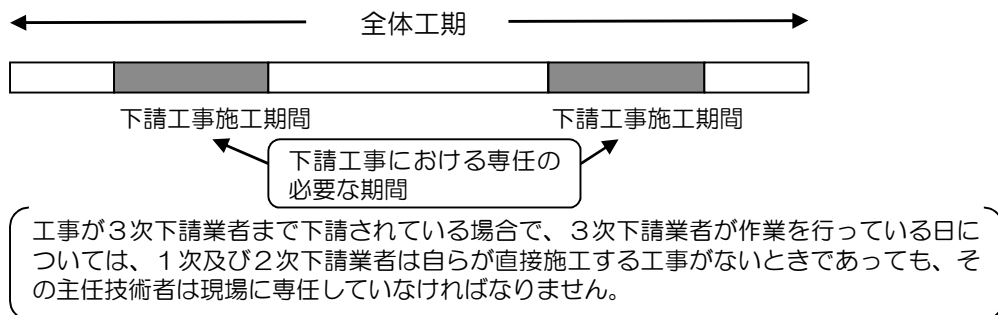 全体工期
下請工事施工期間 下請工事施工期間
下請工事における専任の
必要な期間
工事が３次下請業者まで下請されている場合で、３次下請業者が作業を行っている日に
ついては、１次及び２次下請業者は自らが直接施工する工事がないときであっても、そ
の主任技術者は現場に専任していなければなりません。